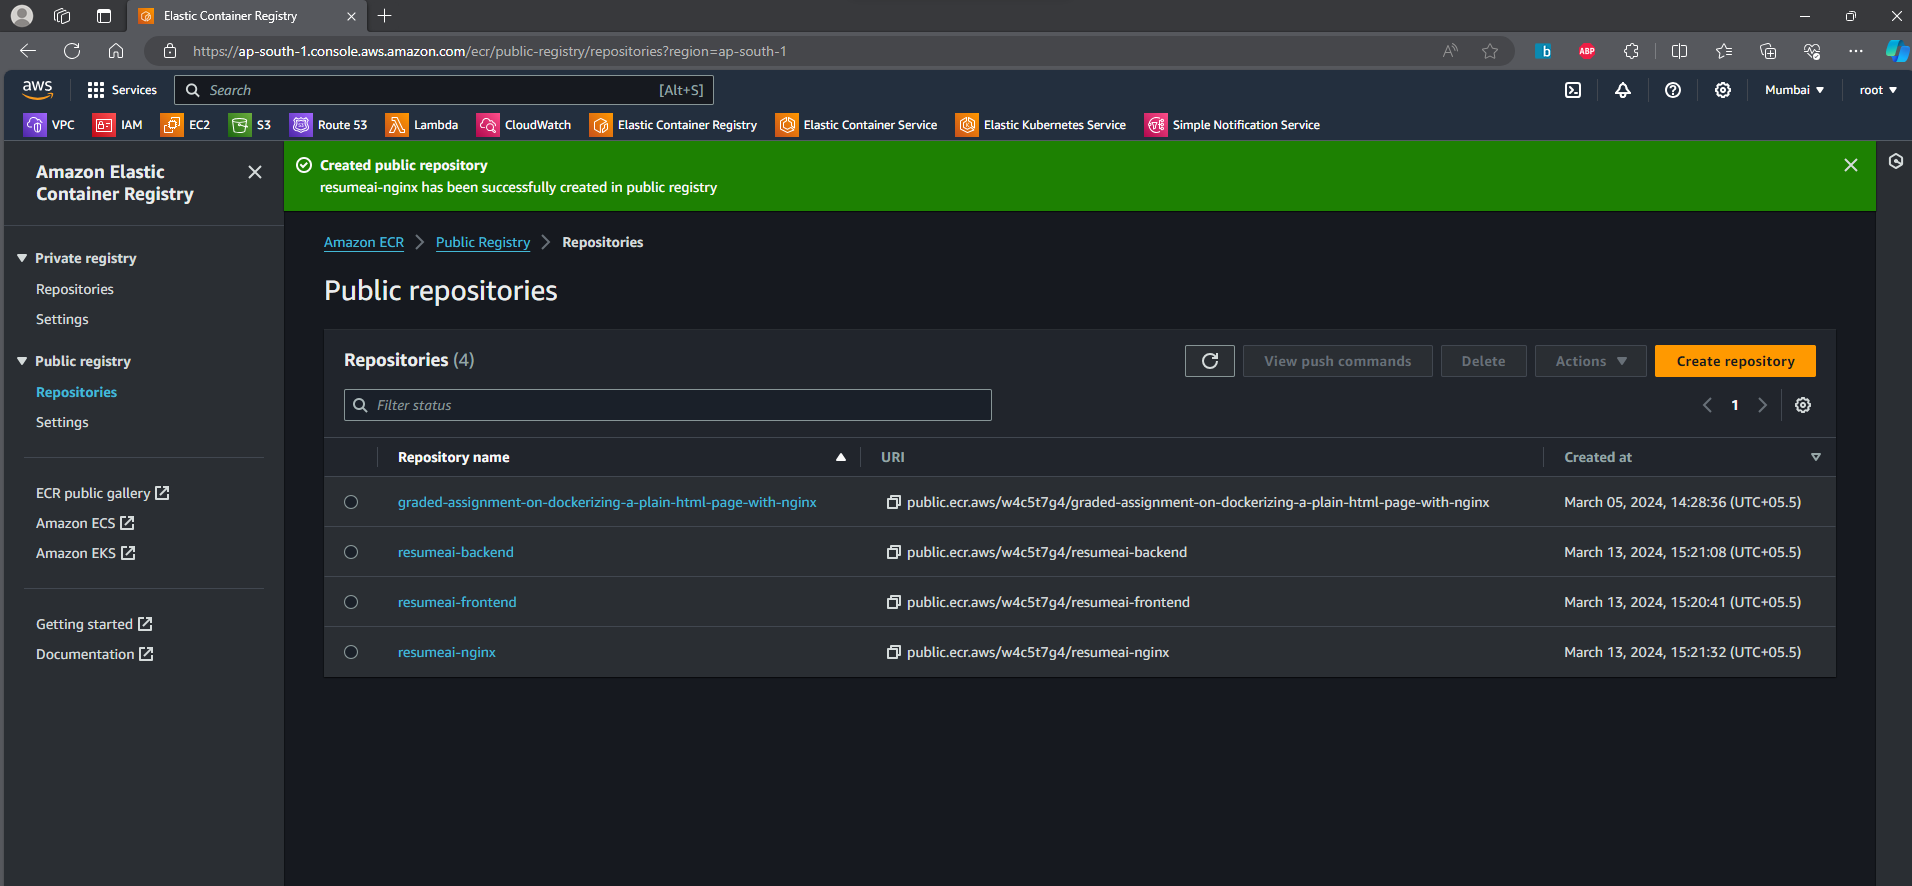 Elastic Container Registry
https://ap-south-1.console.aws.amazon.com/ecr/public-registry/repositories?region=ap-south-1
A
b
ABP
aws
Services
Search
[Alt+S]
Mumbai
root
VPC
IAM
EC2
S3
Route 53
Lambda
CloudWatch
Elastic Container Registry
Elastic Container Service
Elastic Kubernetes Service
Simple Notification Service
Amazon Elastic
Container Registry
Private registry
Repositories
Settings
Public registry
Repositories
Settings
ECR public gallery
Amazon ECS
Amazon EKS
Getting started
Documentation
Created public repository
resumeai-nginx has been successfully created in public registry
Amazon ECR
Public Registry
Repositories
Public repositories
Repositories (4)
View push commands
Delete
Actions
Create repository
Filter status
1
Repository name
URI
Created at
graded-assignment-on-dockerizing-a-plain-html-page-with-nginx
public.ecr.aws/w4c5t7g4/graded-assignment-on-dockerizing-a-plain-html-page-with-nginx
March 05, 2024, 14:28:36 (UTC+05.5)
resumeai-backend
public.ecr.aws/w4c5t7g4/resumeai-backend
March 13, 2024, 15:21:08 (UTC+05.5)
resumeai-frontend
public.ecr.aws/w4c5t7g4/resumeai-frontend
March 13, 2024, 15:20:41 (UTC+05.5)
resumeai-nginx
public.ecr.aws/w4c5t7g4/resumeai-nginx
March 13, 2024, 15:21:32 (UTC+05.5)